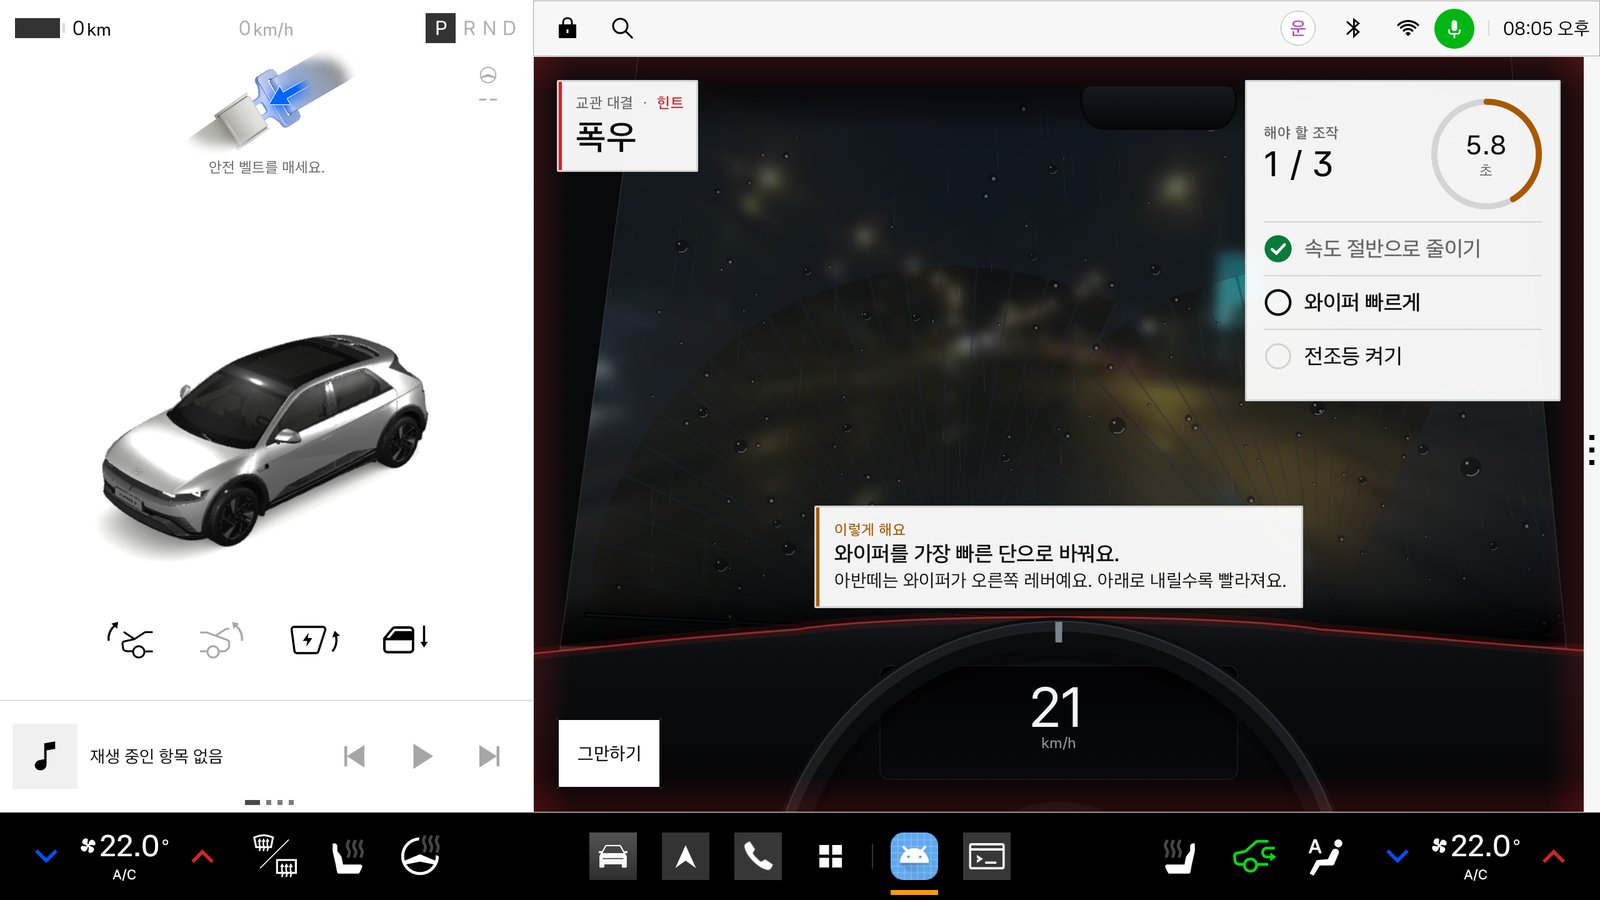 0 km
0 km/h
P R N D
안전 벨트를 매세요.
--
재생 중인 항목 없음
운
08:05 오후
교관 대결 · 힌트
폭우
해야 할 조작
1 / 3
5.8
초
속도 절반으로 줄이기
와이퍼 빠르게
전조등 켜기
이렇게 해요
와이퍼를 가장 빠른 단으로 바꿔요.
아반떼는 와이퍼가 오른쪽 레버예요. 아래로 내릴수록 빨라져요.
21
km/h
그만하기
22.0°
A/C
A
22.0°
A/C